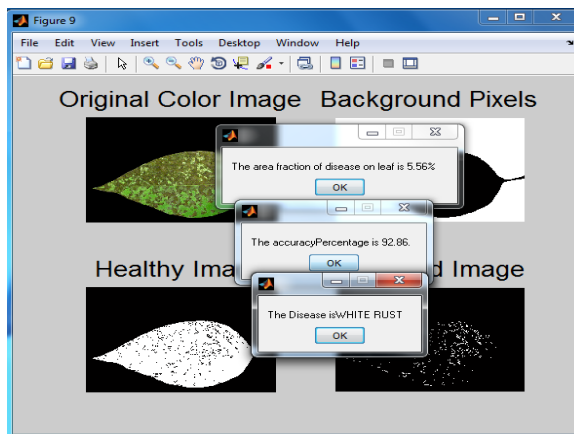 Figure 9
File Edit View Insert Tools Desktop Window Help
Original Color Image Background Pixels
The area fraction of disease on leaf is 5.56%
OK
The accuracyPercentage is 92.86.
OK
Healthy Image
The Disease isWHITE RUST
OK